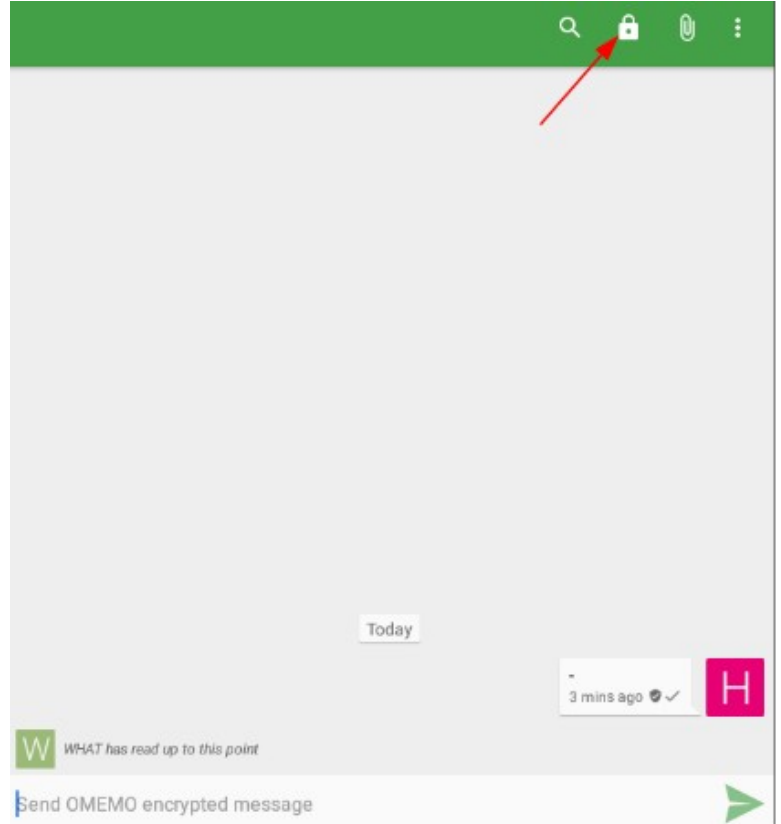 Today
-
3 mins ago
H
W
WHAT has read up to this point
Send OMEMO encrypted message